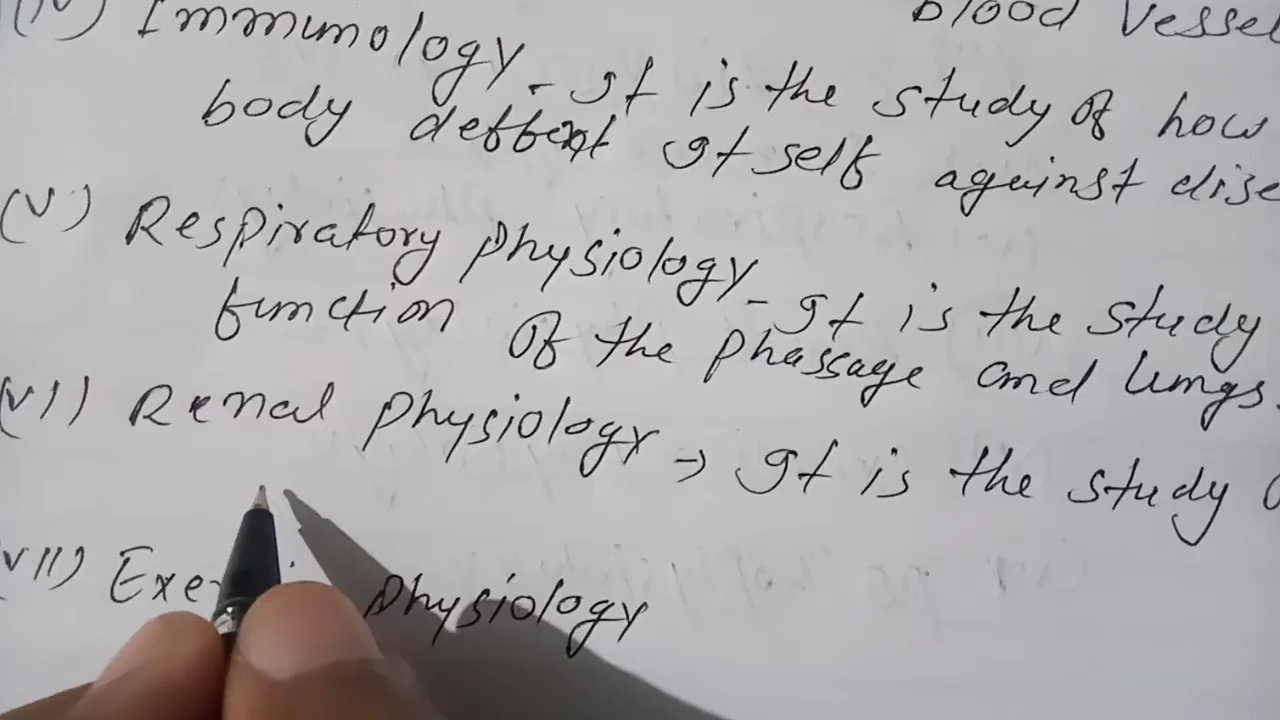 blood vessel
(IV) Immunology - It is the study of how
body deffent It self against dise
(V) Respiratory physiology - It is the study
function of the phassage and lungs.
(VI) Renal physiology → It is the study
VII) Exe physiology